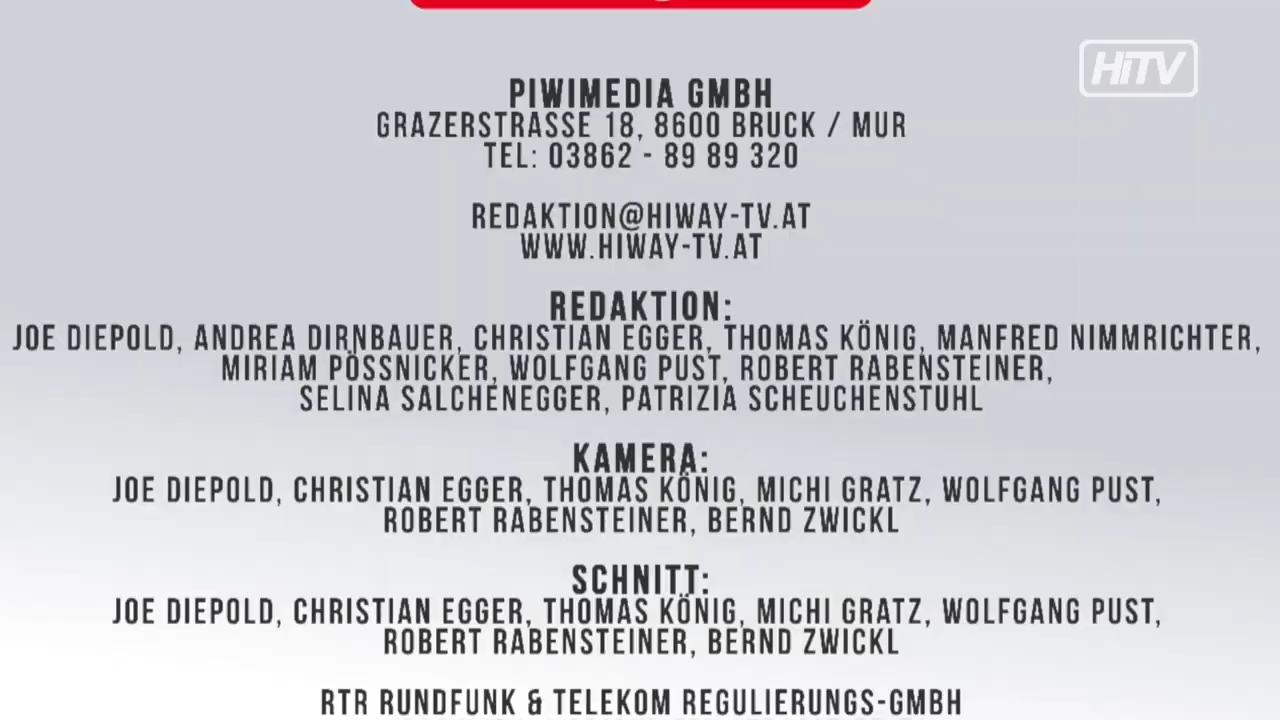 HiTV
PIWIMEDIA GMBH
GRAZERSTRASSE 18, 8600 BRUCK / MUR
TEL: 03862 - 89 89 320
REDAKTION@HIWAY-TV.AT
WWW.HIWAY-TV.AT
REDAKTION:
JOE DIEPOLD, ANDREA DIRNBAUER, CHRISTIAN EGGER, THOMAS KÖNIG, MANFRED NIMMRICHTER,
MIRIAM PÖSSNICKER, WOLFGANG PUST, ROBERT RABENSTEINER,
SELINA SALCHENEGGER, PATRIZIA SCHEUCHENSTUHL
KAMERA:
JOE DIEPOLD, CHRISTIAN EGGER, THOMAS KÖNIG, MICHI GRATZ, WOLFGANG PUST,
ROBERT RABENSTEINER, BERND ZWICKL
SCHNITT:
JOE DIEPOLD, CHRISTIAN EGGER, THOMAS KÖNIG, MICHI GRATZ, WOLFGANG PUST,
ROBERT RABENSTEINER, BERND ZWICKL
RTR RUNDFUNK & TELEKOM REGULIERUNGS-GMBH